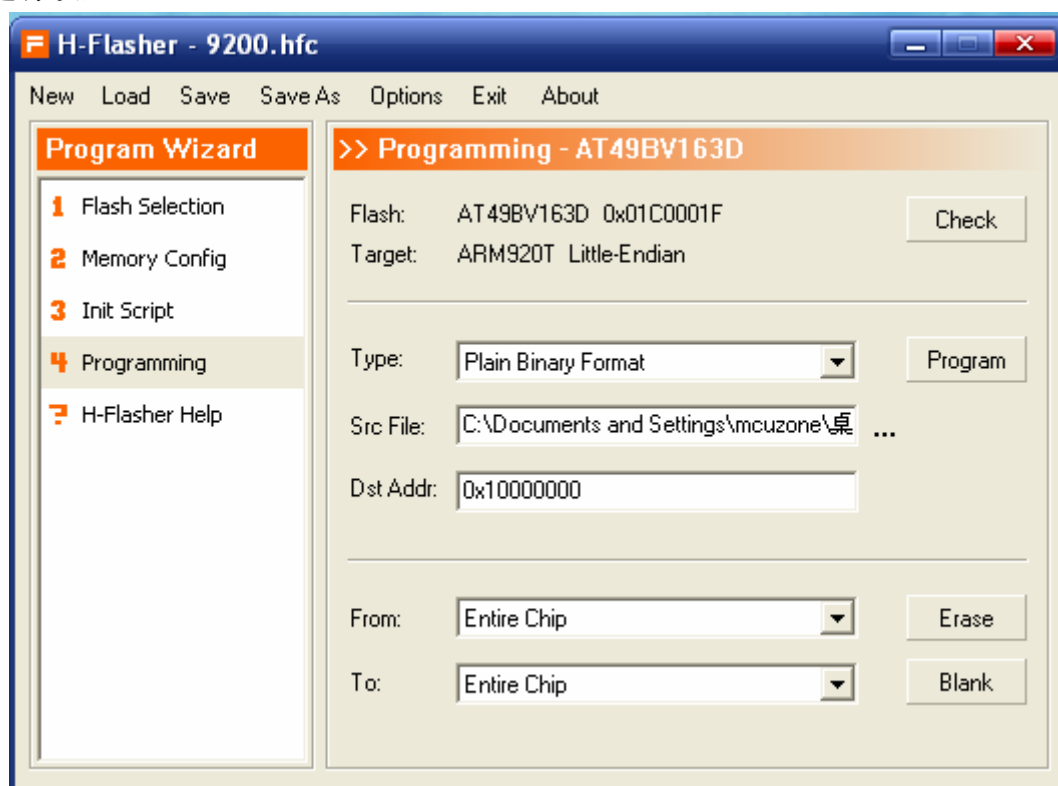 H-Flasher - 9200.hfc
New Load Save Save As Options Exit About
Program Wizard
1 Flash Selection
2 Memory Config
3 Init Script
4 Programming
? H-Flasher Help
>> Programming - AT49BV163D
Flash: AT49BV163D 0x01C0001F
Check
Target: ARM920T Little-Endian
Type: Plain Binary Format
Program
Src File: C:\Documents and Settings\mcuzone\桌 ...
Dst Addr: 0x10000000
From: Entire Chip
Erase
To: Entire Chip
Blank